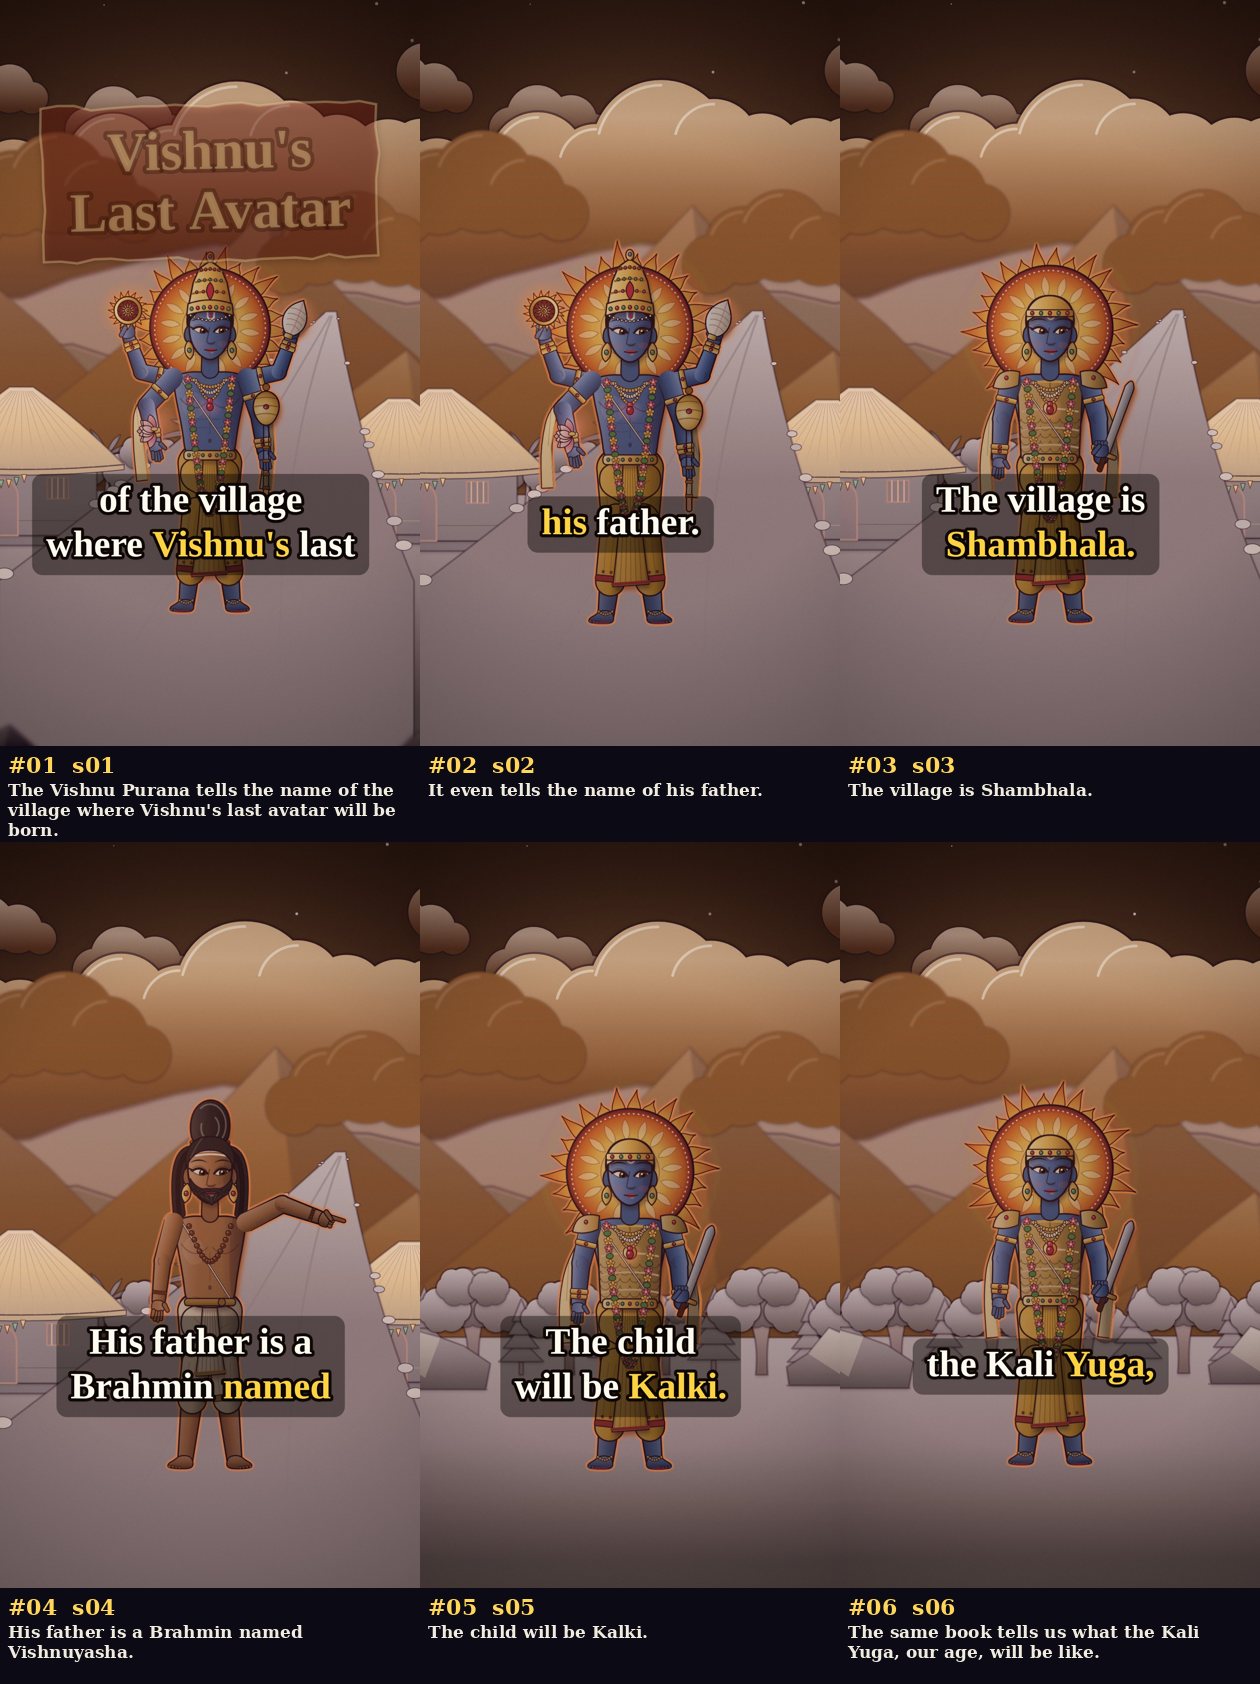 Vishnu's
Last Avatar
of the village
where Vishnu's last
#01 s01
The Vishnu Purana tells the name of the
village where Vishnu's last avatar will be
born.
his father.
#02 s02
It even tells the name of his father.
The village is
Shambhala.
#03 s03
The village is Shambhala.
His father is a
Brahmin named
#04 s04
His father is a Brahmin named
Vishnuyasha.
The child
will be Kalki.
#05 s05
The child will be Kalki.
the Kali Yuga,
#06 s06
The same book tells us what the Kali
Yuga, our age, will be like.